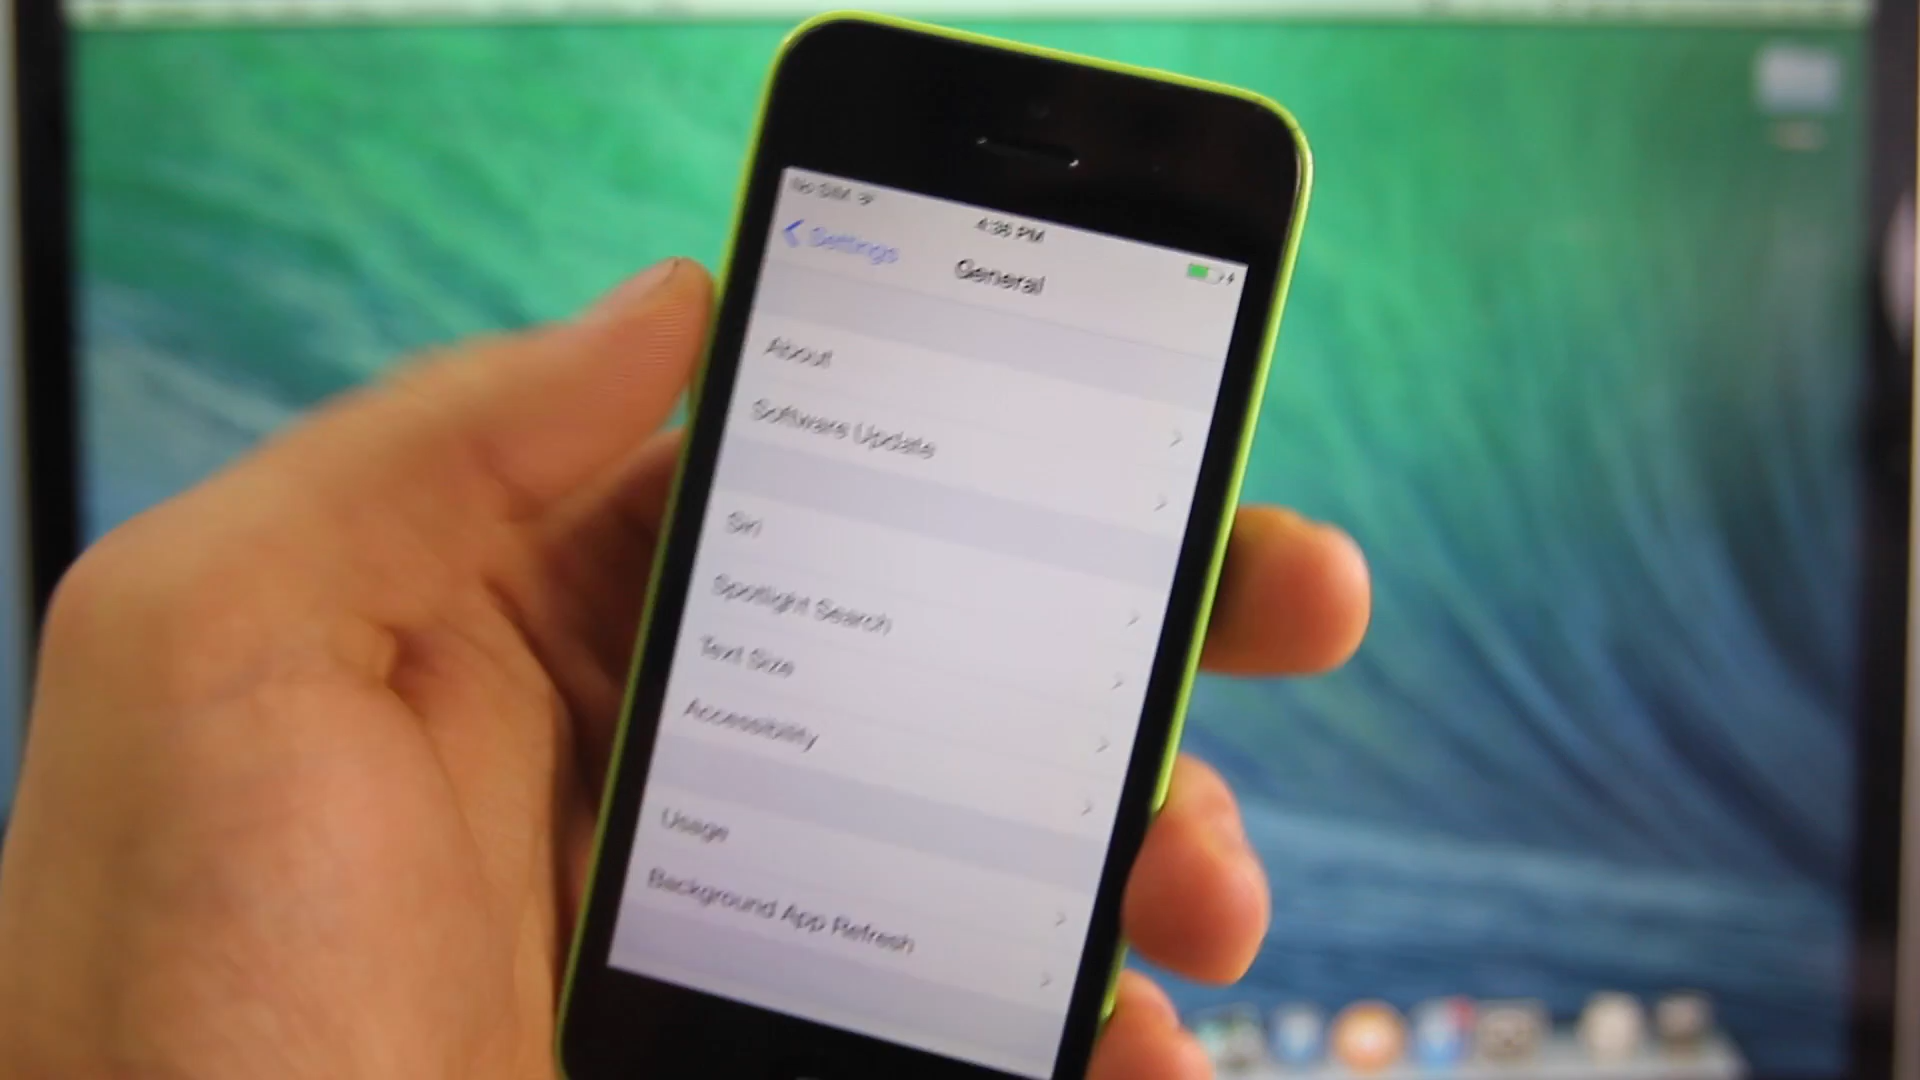 No SIM
4:36 PM
Settings
General
About
Software Update
Siri
Spotlight Search
Text Size
Accessibility
Usage
Background App Refresh